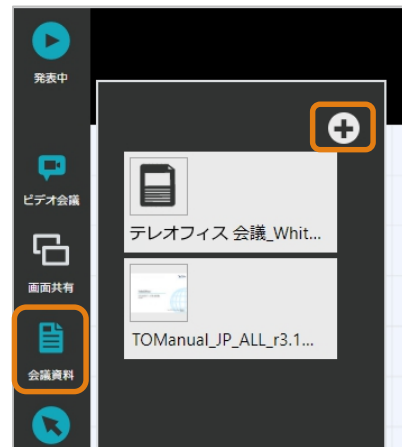 発表中
ビデオ会議
画面共有
会議資料
テレオフィス 会議_Whit...
TOManual_JP_ALL_r3.1...